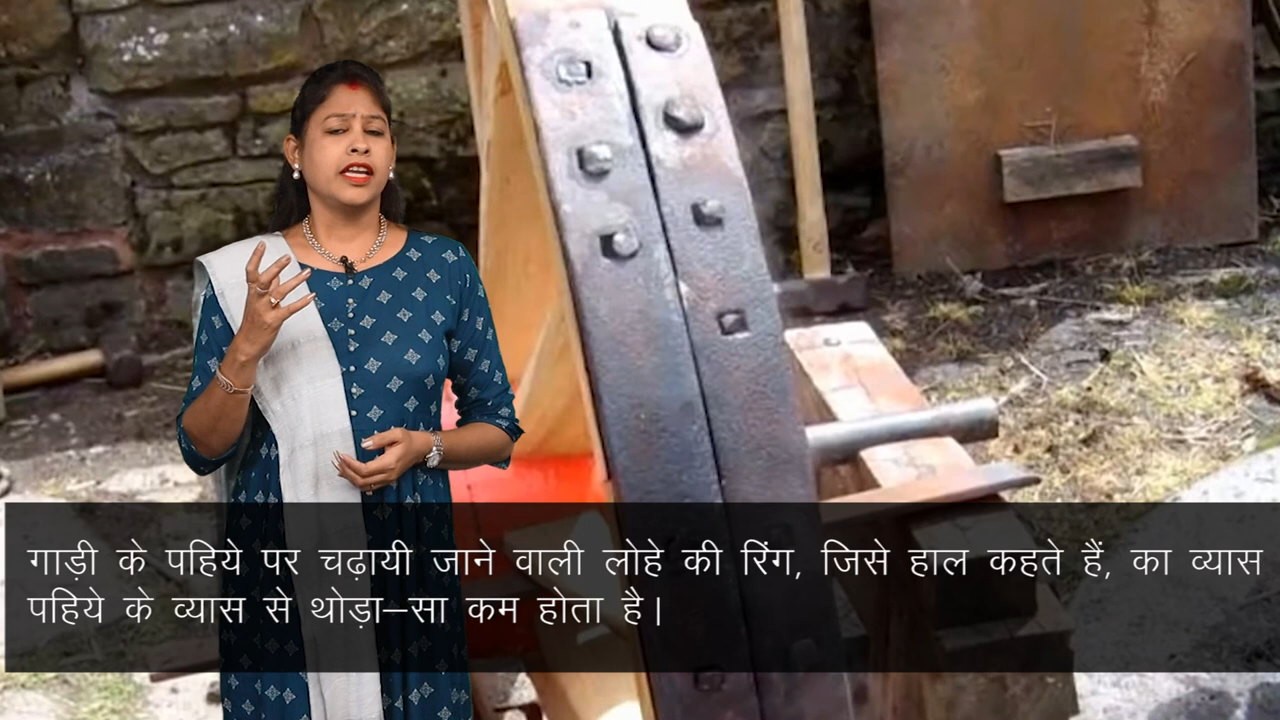 गाड़ी के पहिये पर चढ़ायी जाने वाली लोहे की रिंग, जिसे हाल कहते हैं, का व्यास
पहिये के व्यास से थोड़ा–सा कम होता है।